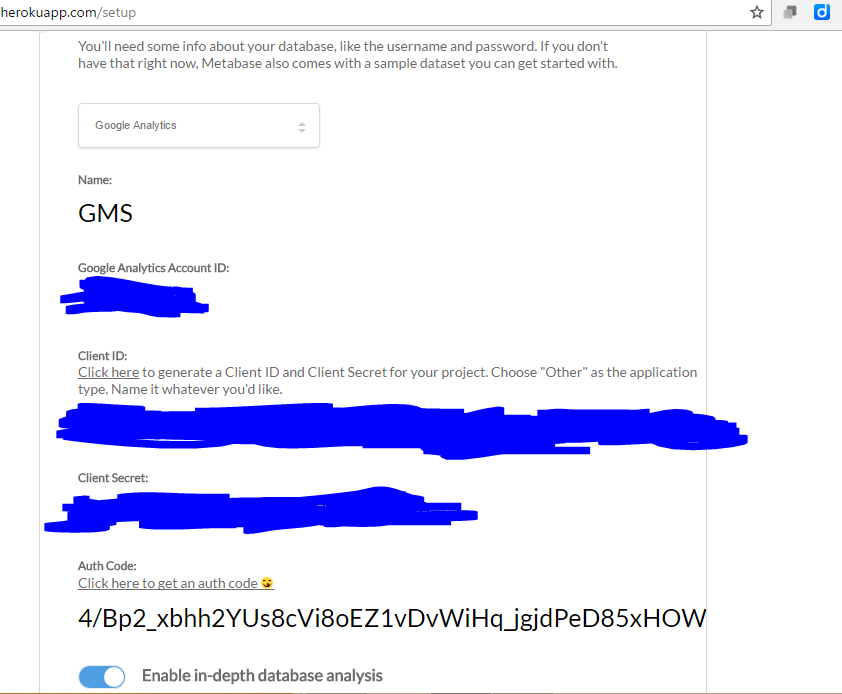 herokuapp.com/setup
You'll need some info about your database, like the username and password. If you don't
have that right now, Metabase also comes with a sample dataset you can get started with.
Google Analytics
Name:
GMS
Google Analytics Account ID:
Client ID:
Click here to generate a Client ID and Client Secret for your project. Choose "Other" as the application
type. Name it whatever you'd like.
Client Secret:
Auth Code:
Click here to get an auth code 😜
4/Bp2_xbhh2YUs8cVi8oEZ1vDvWiHq_jgjdPeD85xHOW
Enable in-depth database analysis